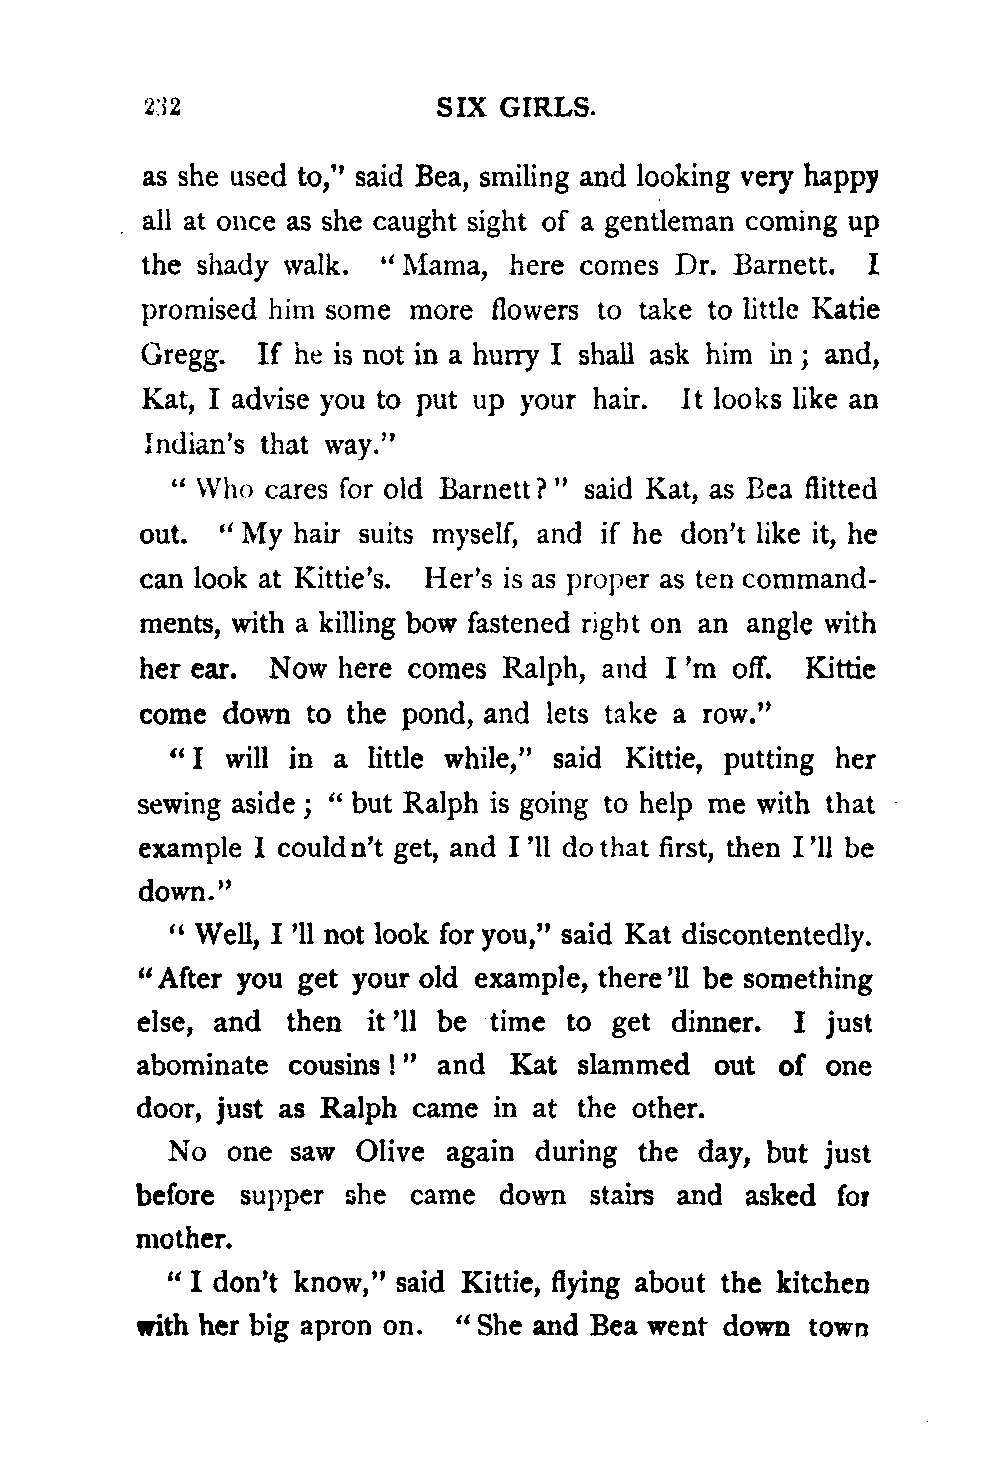 232 SIX GIRLS.
as she used to," said Bea, smiling and looking very happy
all at once as she caught sight of a gentleman coming up
the shady walk. "Mama, here comes Dr. Barnett. I
promised him some more flowers to take to little Katie
Gregg. If he is not in a hurry I shall ask him in; and,
Kat, I advise you to put up your hair. It looks like an
Indian's that way."
"Who cares for old Barnett?" said Kat, as Bea flitted
out. "My hair suits myself, and if he don't like it, he
can look at Kittie's. Her's is as proper as ten command-
ments, with a killing bow fastened right on an angle with
her ear. Now here comes Ralph, and I'm off. Kittie
come down to the pond, and lets take a row."
"I will in a little while," said Kittie, putting her
sewing aside; "but Ralph is going to help me with that
example I couldn't get, and I'll do that first, then I'll be
down."
"Well, I'll not look for you," said Kat discontentedly.
"After you get your old example, there'll be something
else, and then it'll be time to get dinner. I just
abominate cousins!" and Kat slammed out of one
door, just as Ralph came in at the other.
No one saw Olive again during the day, but just
before supper she came down stairs and asked for
mother.
"I don't know," said Kittie, flying about the kitchen
with her big apron on. "She and Bea went down town